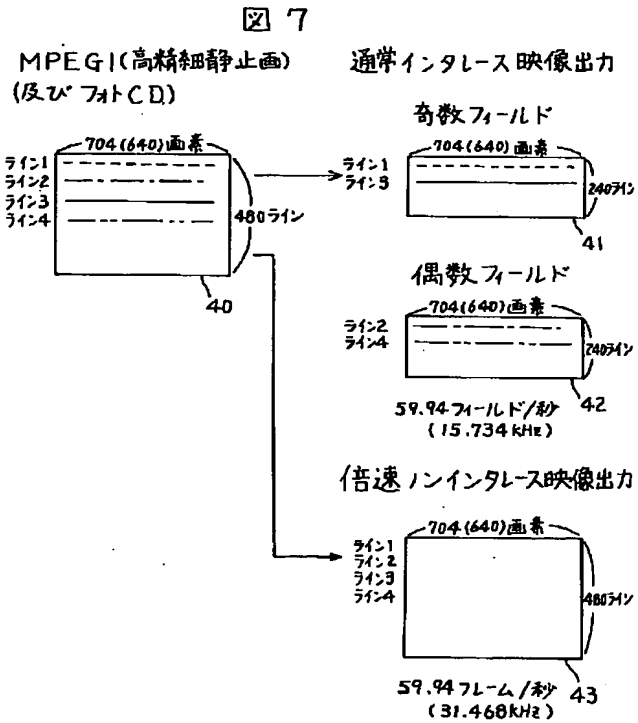 図 7
MPEG1(高精細静止画)
(及び フォトCD)
704(640)画素
ライン1
ライン2
ライン3
ライン4
480ライン
40
通常インタレース映像出力
奇数フィールド
704(640)画素
ライン1
ライン3
240ライン
41
偶数フィールド
704(640)画素
ライン2
ライン4
240ライン
42
59.94フィールド/秒
(15.734kHz)
倍速ノンインタレース映像出力
704(640)画素
ライン1
ライン2
ライン3
ライン4
480ライン
43
59.94フレーム/秒
(31.468kHz)